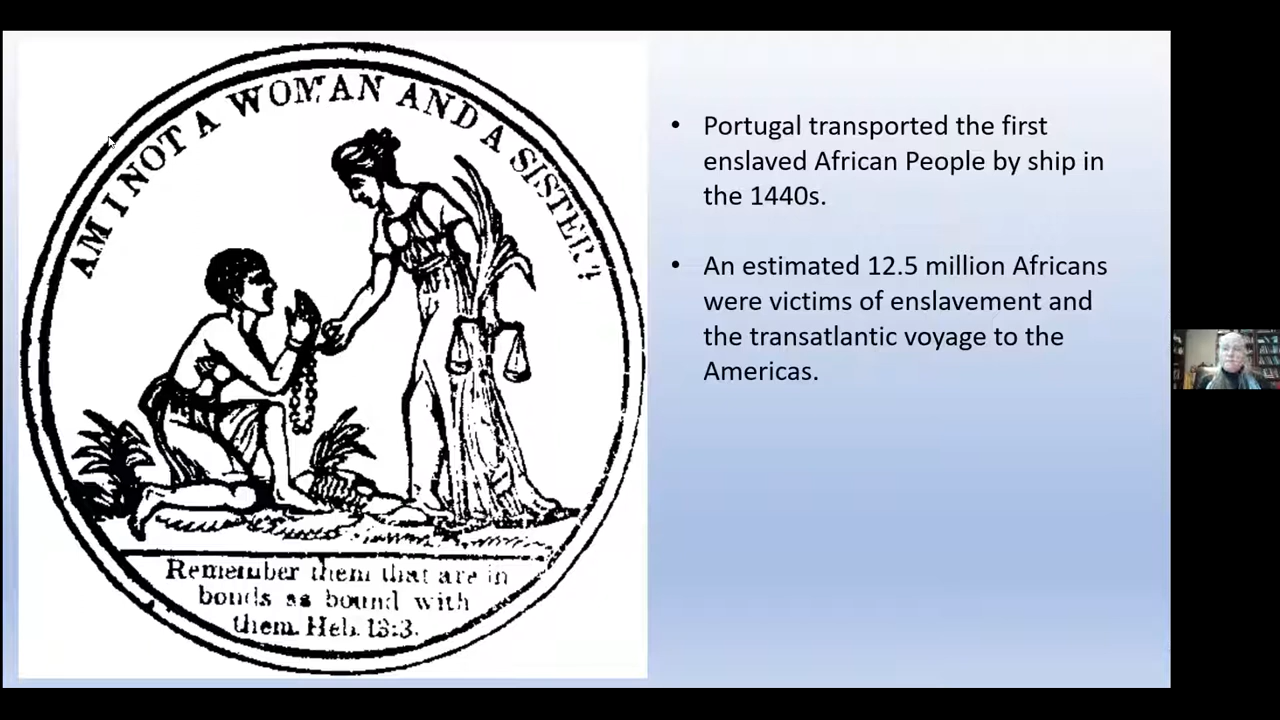 AM I NOT A WOMAN AND A SISTER?
Remember them that are in
bonds as bound with
them. Heb. 13:3.
• Portugal transported the first
enslaved African People by ship in
the 1440s.
• An estimated 12.5 million Africans
were victims of enslavement and
the transatlantic voyage to the
Americas.